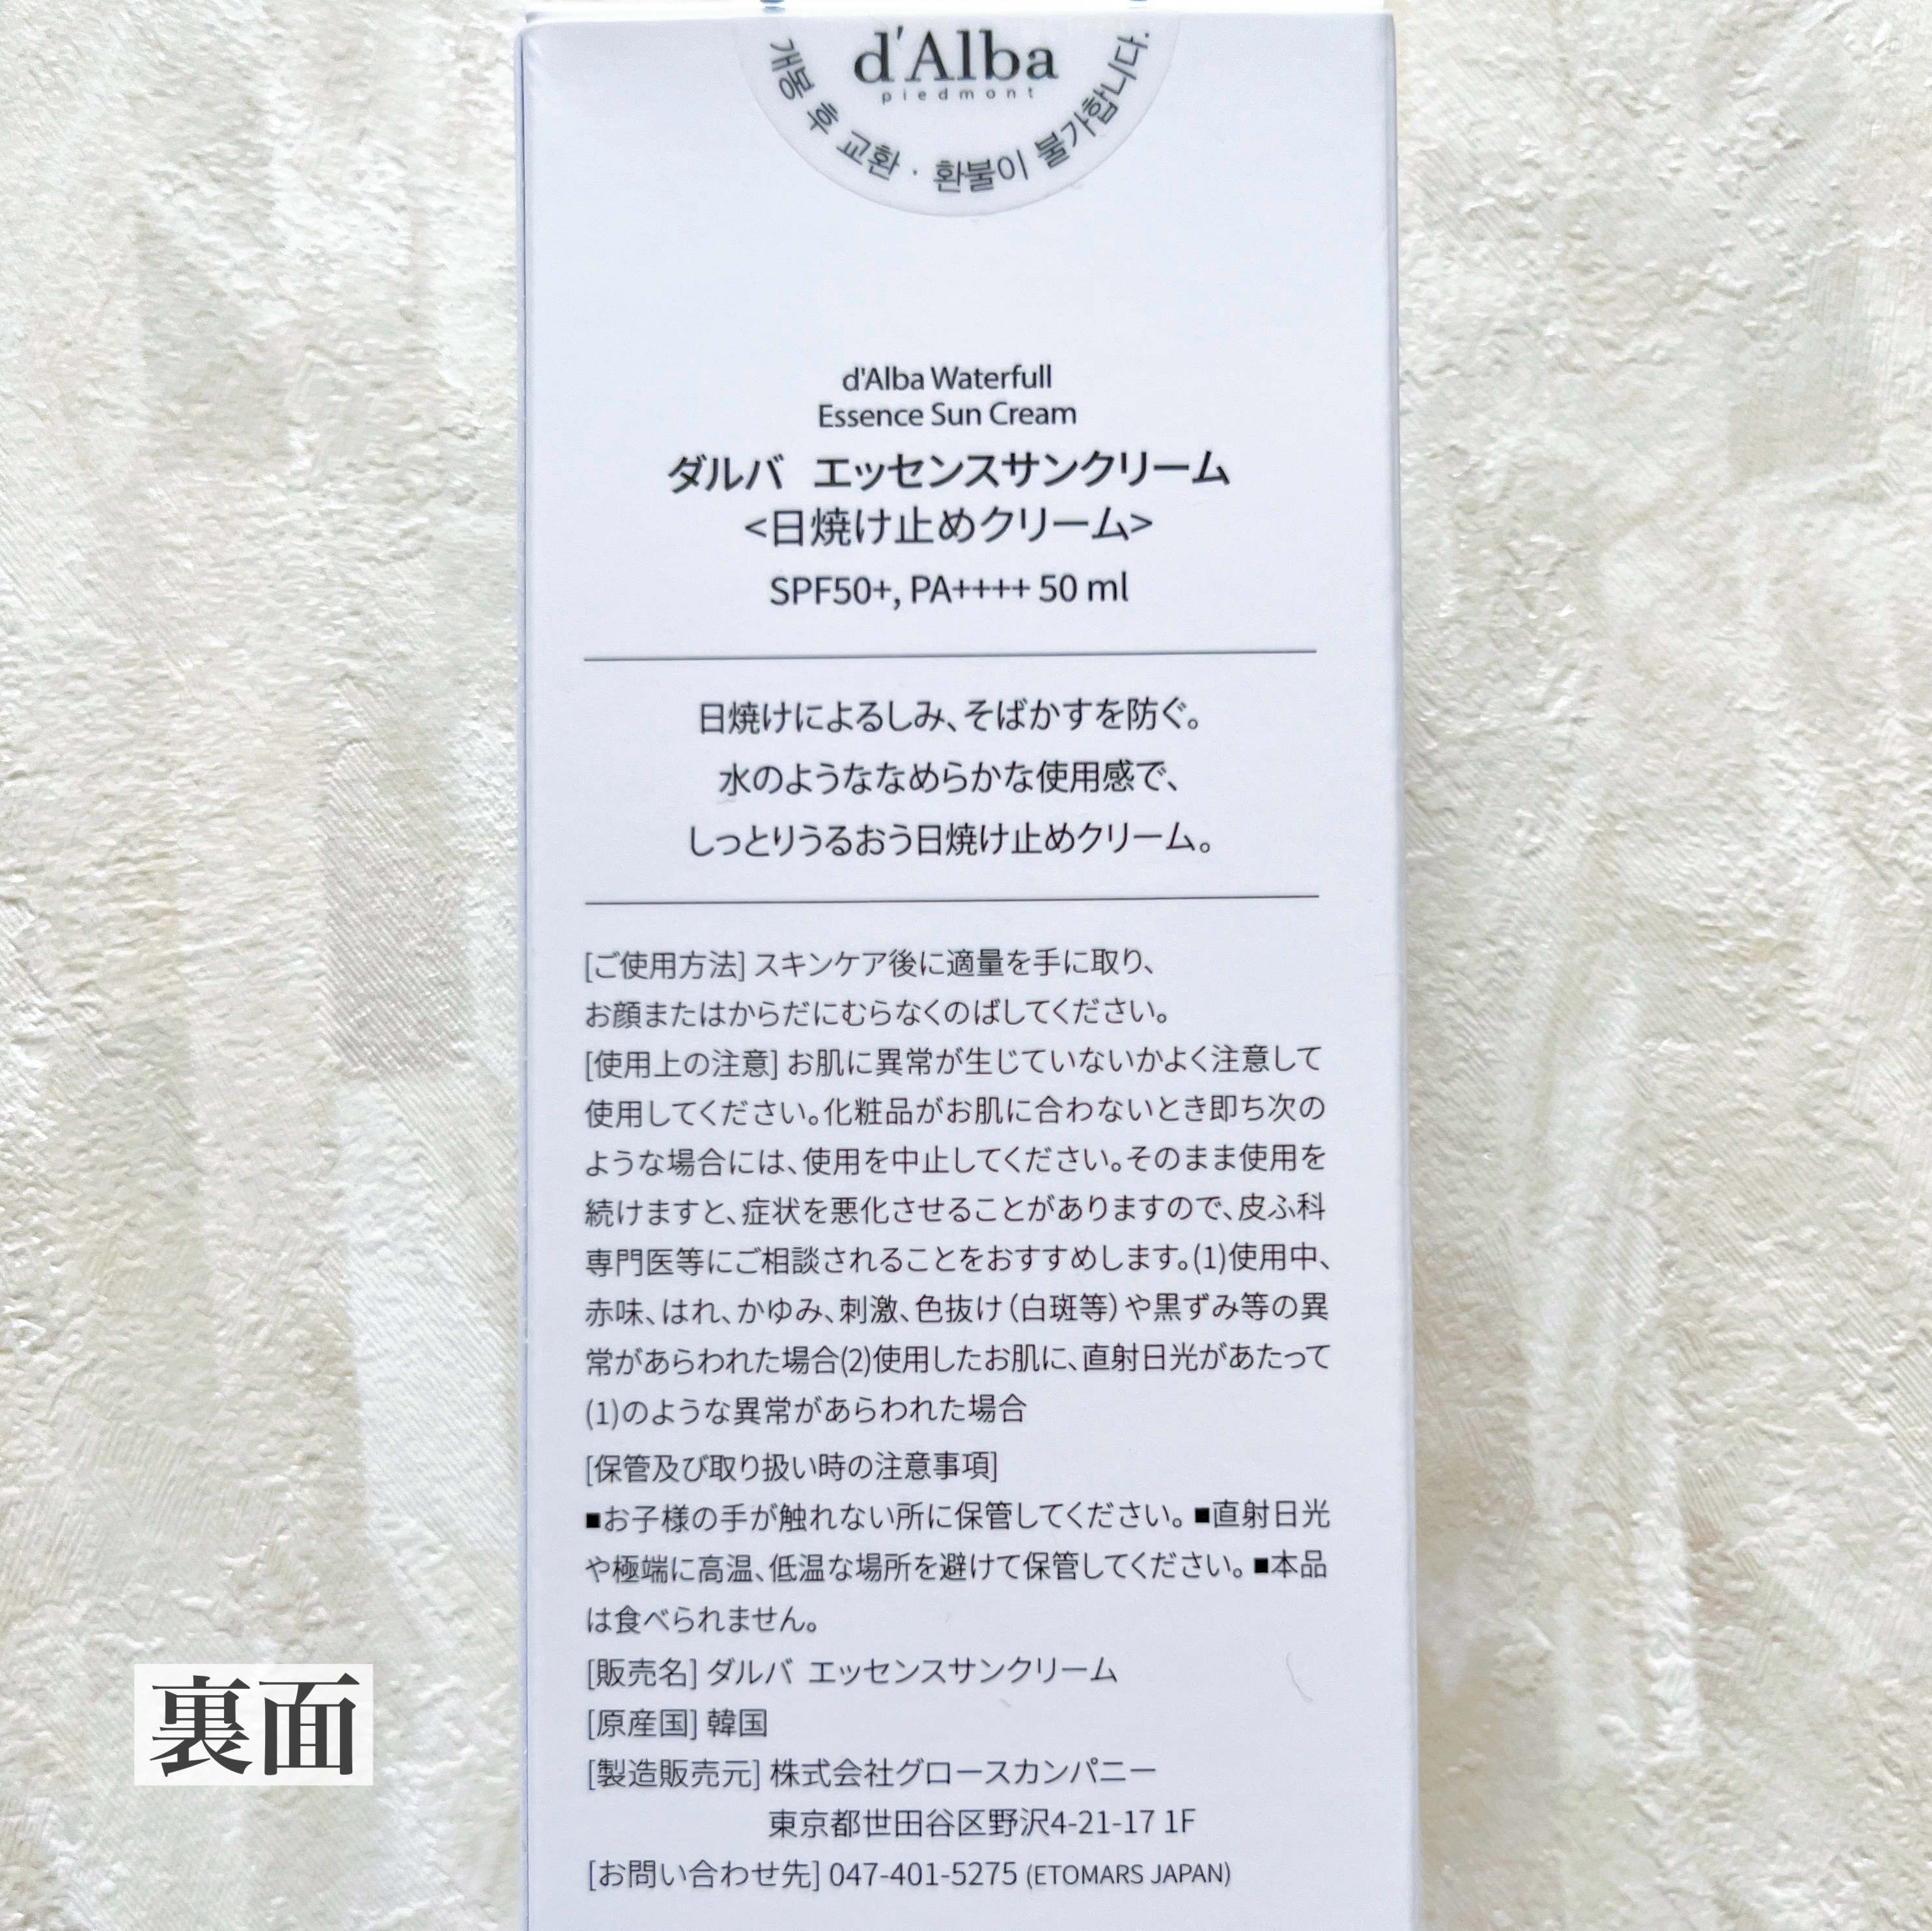 d'Alba
piedmont
개봉 후 교환 · 환불이 불가합니다.
d'Alba Waterfull
Essence Sun Cream
ダルバ エッセンスサンクリーム
<日焼け止めクリーム>
SPF50+, PA++++ 50 ml
日焼けによるしみ、そばかすを防ぐ。
水のようななめらかな使用感で、
しっとりうるおう日焼け止めクリーム。
[ご使用方法] スキンケア後に適量を手に取り、
お顔またはからだにむらなくのばしてください。
[使用上の注意] お肌に異常が生じていないかよく注意して
使用してください。化粧品がお肌に合わないとき即ち次の
ような場合には、使用を中止してください。そのまま使用を
続けますと、症状を悪化させることがありますので、皮ふ科
専門医等にご相談されることをおすすめします。(1)使用中、
赤味、はれ、かゆみ、刺激、色抜け（白斑等）や黒ずみ等の異
常があらわれた場合(2)使用したお肌に、直射日光があたって
(1)のような異常があらわれた場合
[保管及び取り扱い時の注意事項]
■お子様の手が触れない所に保管してください。■直射日光
や極端に高温、低温な場所を避けて保管してください。■本品
は食べられません。
[販売名] ダルバ エッセンスサンクリーム
[原産国] 韓国
[製造販売元] 株式会社グロースカンパニー
東京都世田谷区野沢4-21-17 1F
[お問い合わせ先] 047-401-5275 (ETOMARS JAPAN)
裏面